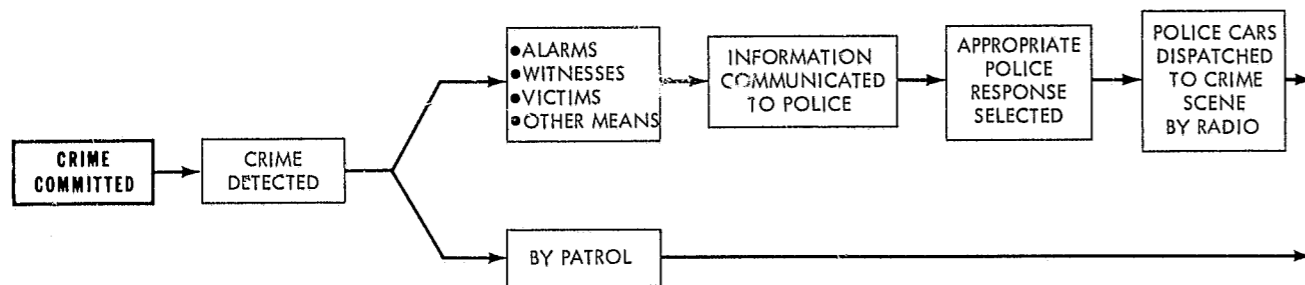 CRIME
COMMITTED
CRIME
DETECTED
●ALARMS
●WITNESSES
●VICTIMS
●OTHER MEANS
INFORMATION
COMMUNICATED
TO POLICE
APPROPRIATE
POLICE
RESPONSE
SELECTED
POLICE CARS
DISPATCHED
TO CRIME
SCENE
BY RADIO
BY PATROL